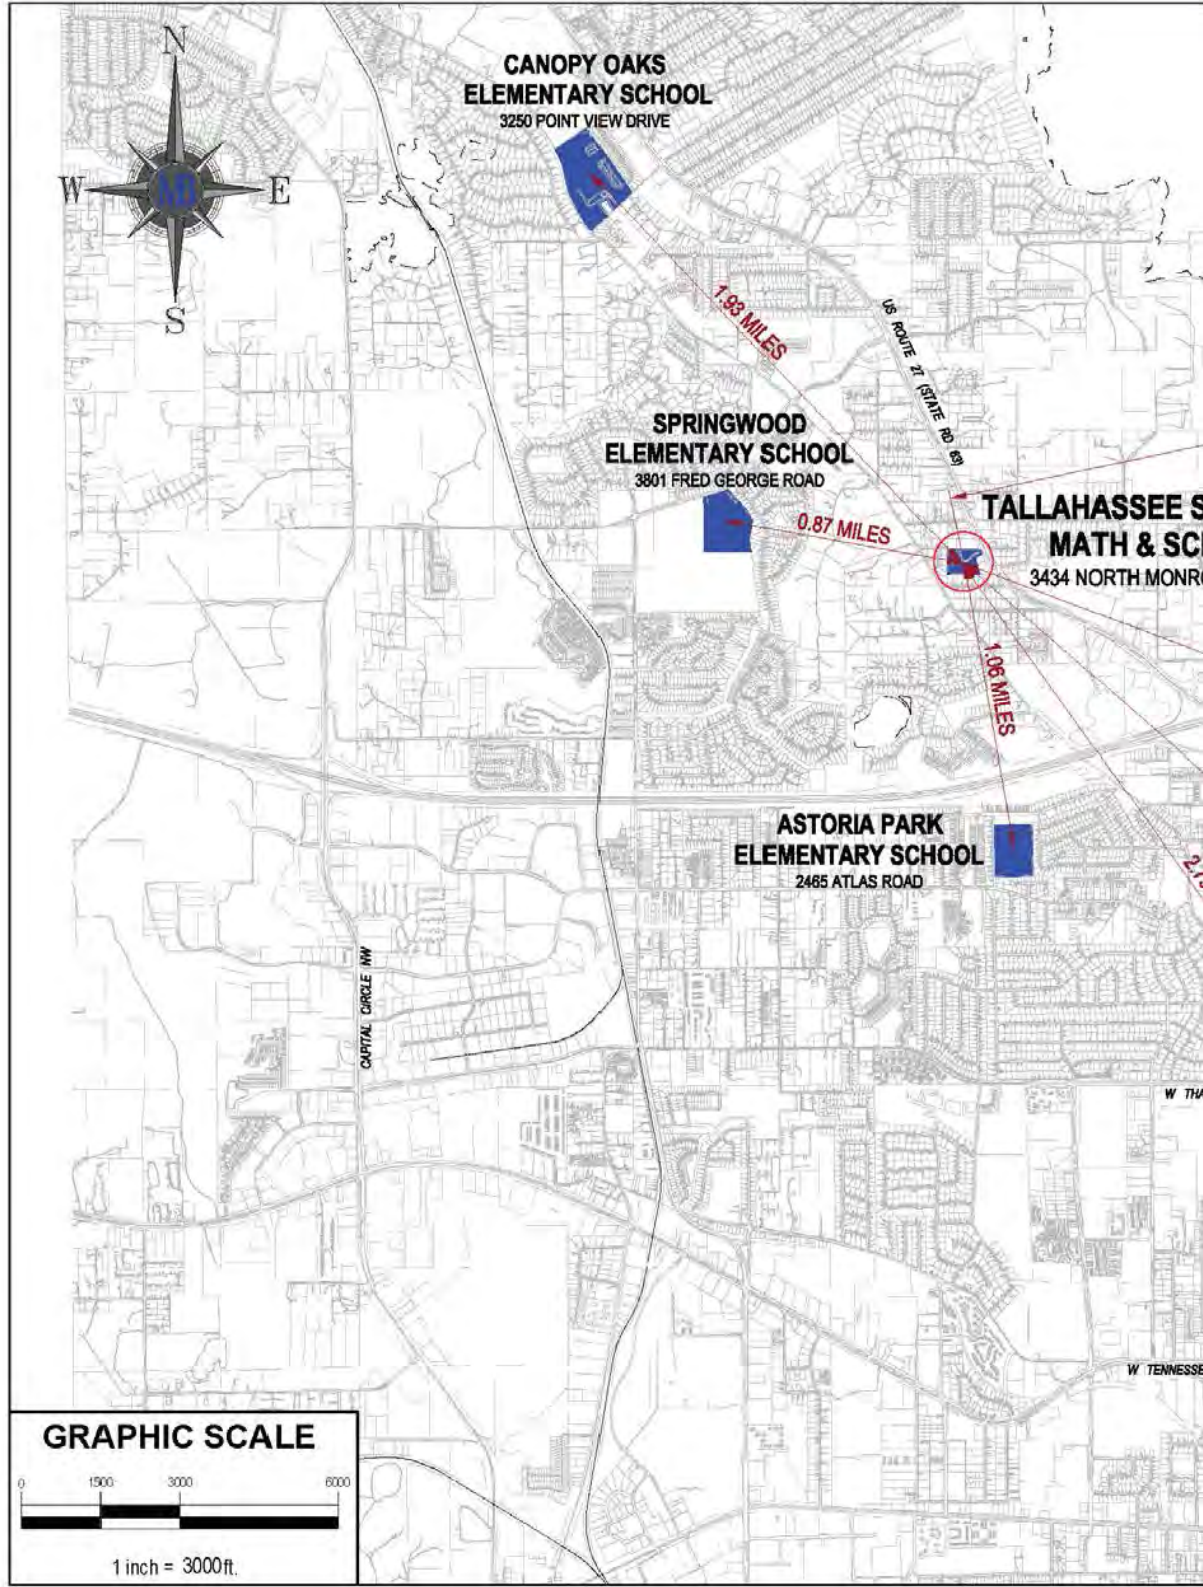 N
W
E
S
MB
CANOPY OAKS
ELEMENTARY SCHOOL
3250 POINT VIEW DRIVE
1.93 MILES
US ROUTE 27 (STATE RD 63)
SPRINGWOOD
ELEMENTARY SCHOOL
3801 FRED GEORGE ROAD
0.87 MILES
TALLAHASSEE S
MATH & SC
3434 NORTH MONR
1.06 MILES
ASTORIA PARK
ELEMENTARY SCHOOL
2465 ATLAS ROAD
CAPITAL CIRCLE NW
W THA
W TENNESSE
GRAPHIC SCALE
0 1500 3000 6000
1 inch = 3000ft.